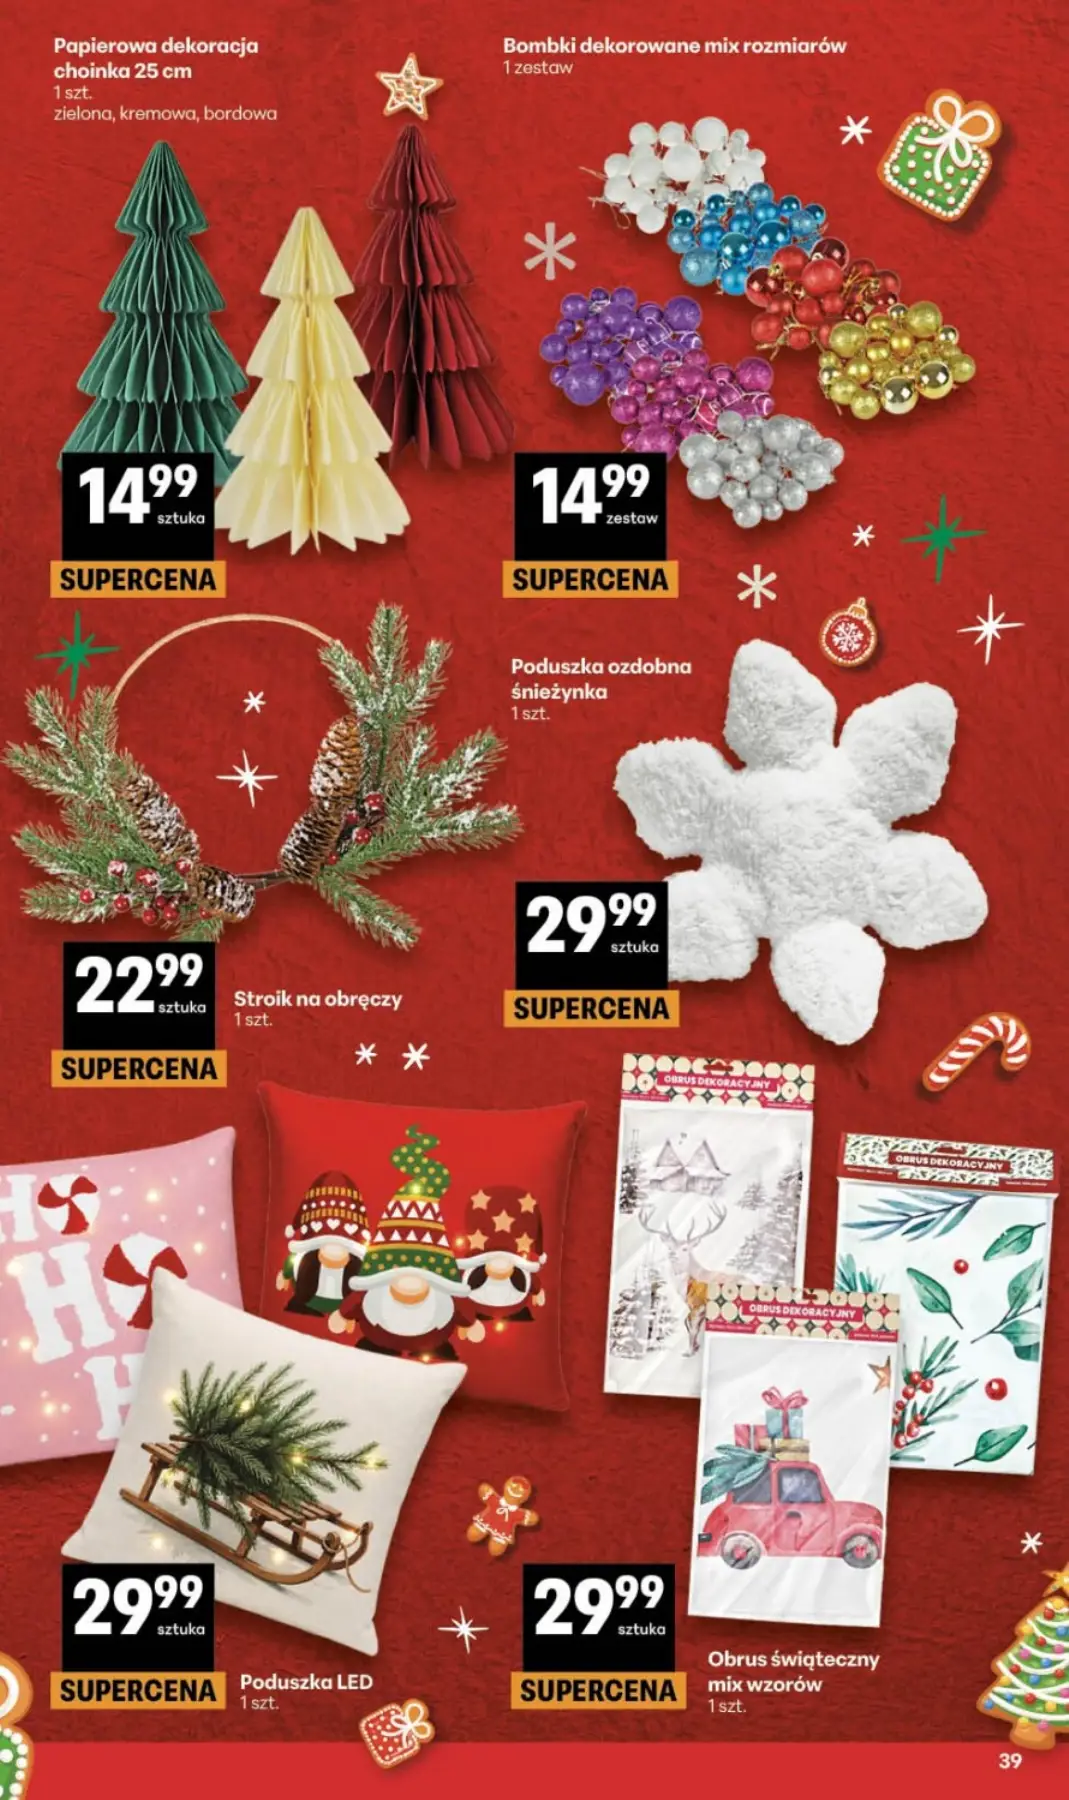 Papierowa dekoracja
choinka 25 cm
1 szt.
zielona, kremowa, bordowa
14 99
sztuka
SUPERCENA
Bombki dekorowane mix rozmiarów
1 zestaw
14 99
zestaw
SUPERCENA
22 99
sztuka
SUPERCENA
Stroik na obręczy
1 szt.
Poduszka ozdobna
śnieżynka
1 szt.
29 99
sztuka
SUPERCENA
HO
HO
H
29 99
sztuka
SUPERCENA
Poduszka LED
1 szt.
OBRUS DEKORACYJNY
OBRUS DEKORACYJNY
OBRUS DEKORACYJNY
29 99
sztuka
SUPERCENA
Obrus świąteczny
mix wzorów
1 szt.
39